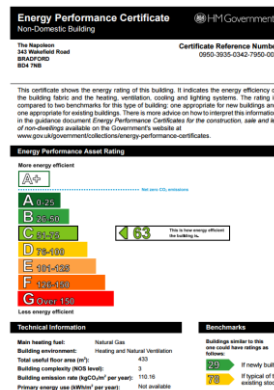 Energy Performance Certificate
HM Government
Non-Domestic Building
The Napoleon
343 Wakefield Road
BRADFORD
BD4 7NB
Certificate Reference Number
0950-3935-0342-7950-00
This certificate shows the energy rating of this building. It indicates the energy efficiency o
the building fabric and the heating, ventilation, cooling and lighting systems. The rating i
compared to two benchmarks for this type of building: one appropriate for new buildings and
one appropriate for existing buildings. There is more advice on how to interpret this information
in the guidance document Energy Performance Certificates for the construction, sale and le
of non-dwellings available on the Government's website at
www.gov.uk/government/collections/energy-performance-certificates.
Energy Performance Asset Rating
More energy efficient
A+
Net zero CO2 emissions
A 0-25
B 26-50
C 51-75
63
This is how energy efficient
the building is.
D 76-100
E 101-125
F 126-150
G Over 150
Less energy efficient
Technical Information
Main heating fuel: Natural Gas
Building environment: Heating and Natural Ventilation
Total useful floor area (m²): 433
Building complexity (NOS level): 3
Building emission rate (kgCO2/m² per year): 110.16
Primary energy use (kWh/m² per year): Not available
Benchmarks
Buildings similar to this
one could have ratings as
follows:
29 If newly buil
78 If typical of t
existing stoc